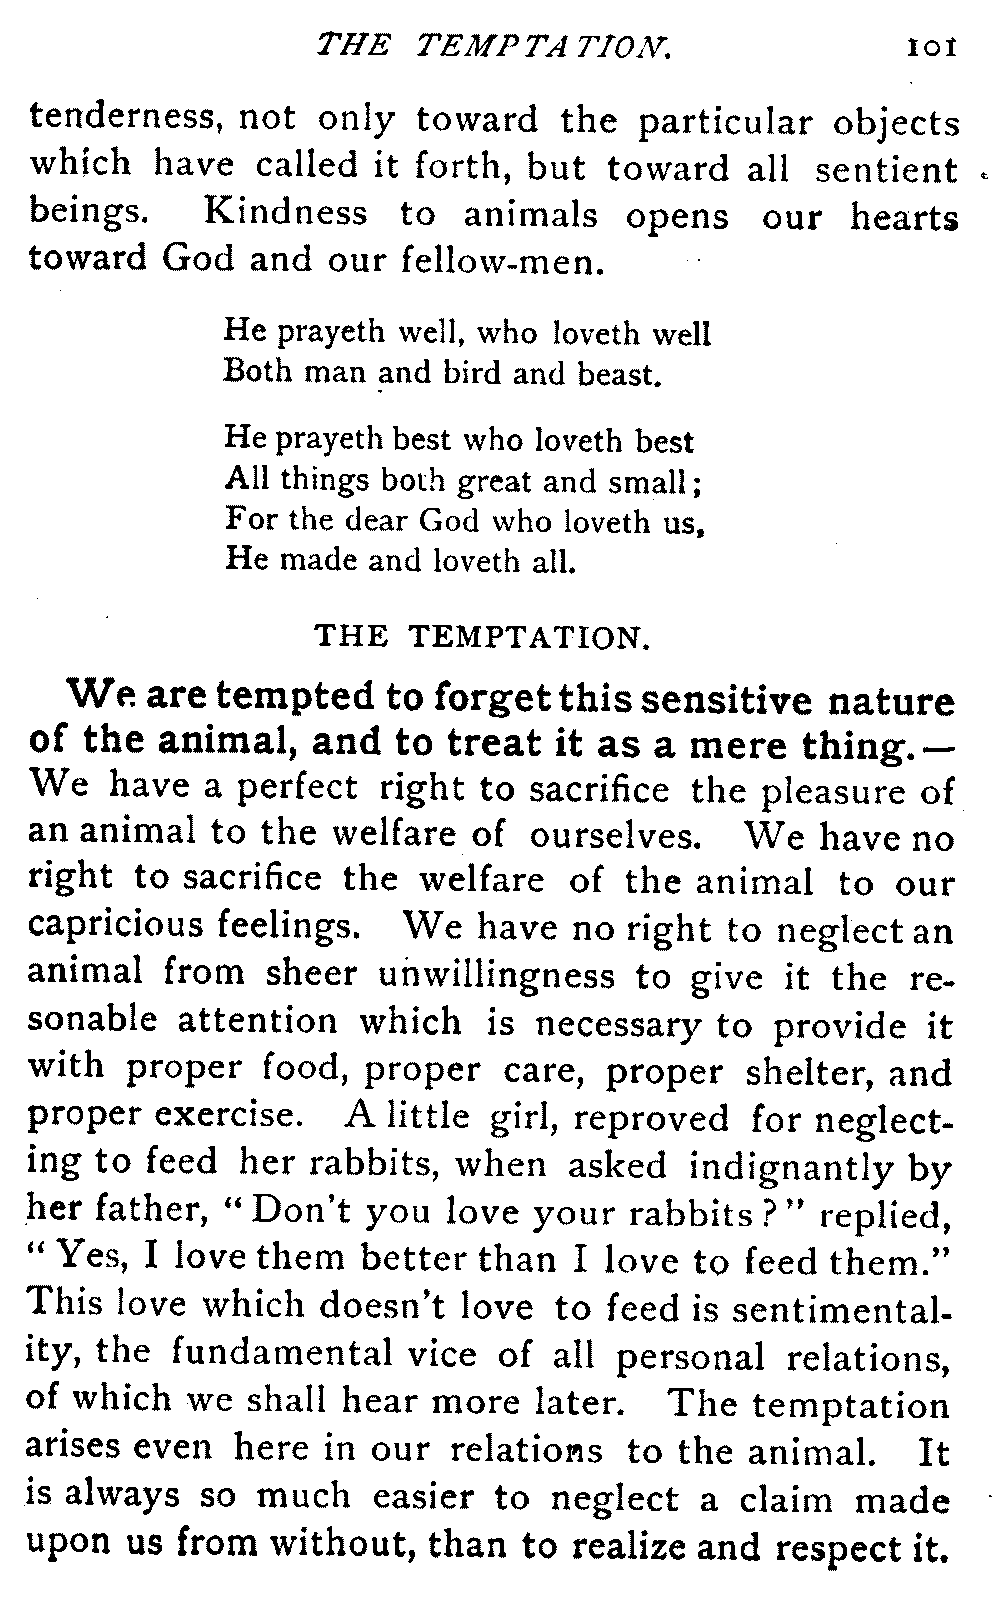 THE TEMPTATION. 101
tenderness, not only toward the particular objects
which have called it forth, but toward all sentient
beings. Kindness to animals opens our hearts
toward God and our fellow-men.
He prayeth well, who loveth well
Both man and bird and beast.
He prayeth best who loveth best
All things both great and small;
For the dear God who loveth us,
He made and loveth all.
THE TEMPTATION.
We are tempted to forget this sensitive nature
of the animal, and to treat it as a mere thing.—
We have a perfect right to sacrifice the pleasure of
an animal to the welfare of ourselves. We have no
right to sacrifice the welfare of the animal to our
capricious feelings. We have no right to neglect an
animal from sheer unwillingness to give it the re-
sonable attention which is necessary to provide it
with proper food, proper care, proper shelter, and
proper exercise. A little girl, reproved for neglect-
ing to feed her rabbits, when asked indignantly by
her father, "Don't you love your rabbits?" replied,
"Yes, I love them better than I love to feed them."
This love which doesn't love to feed is sentimental-
ity, the fundamental vice of all personal relations,
of which we shall hear more later. The temptation
arises even here in our relations to the animal. It
is always so much easier to neglect a claim made
upon us from without, than to realize and respect it.